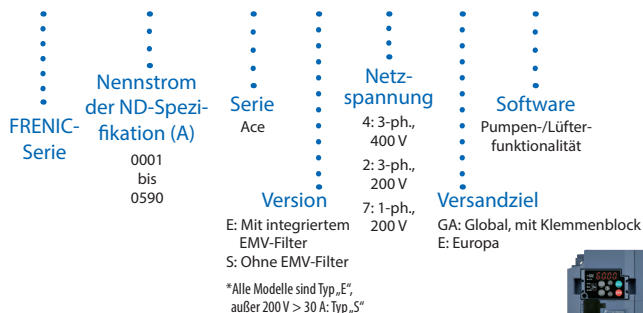 FRENIC-
Serie
Nennstrom
der ND-Spezi-
fikation (A)
0001
bis
0590
Serie
Ace
Version
E: Mit integriertem
EMV-Filter
S: Ohne EMV-Filter
*Alle Modelle sind Typ „E“,
außer 200 V > 30 A: Typ „S“
Netz-
spannung
4: 3-ph.,
400 V
2: 3-ph.,
200 V
7: 1-ph.,
200 V
Versandziel
GA: Global, mit Klemmenblock
E: Europa
Software
Pumpen-/Lüfter-
funktionalität
60.00